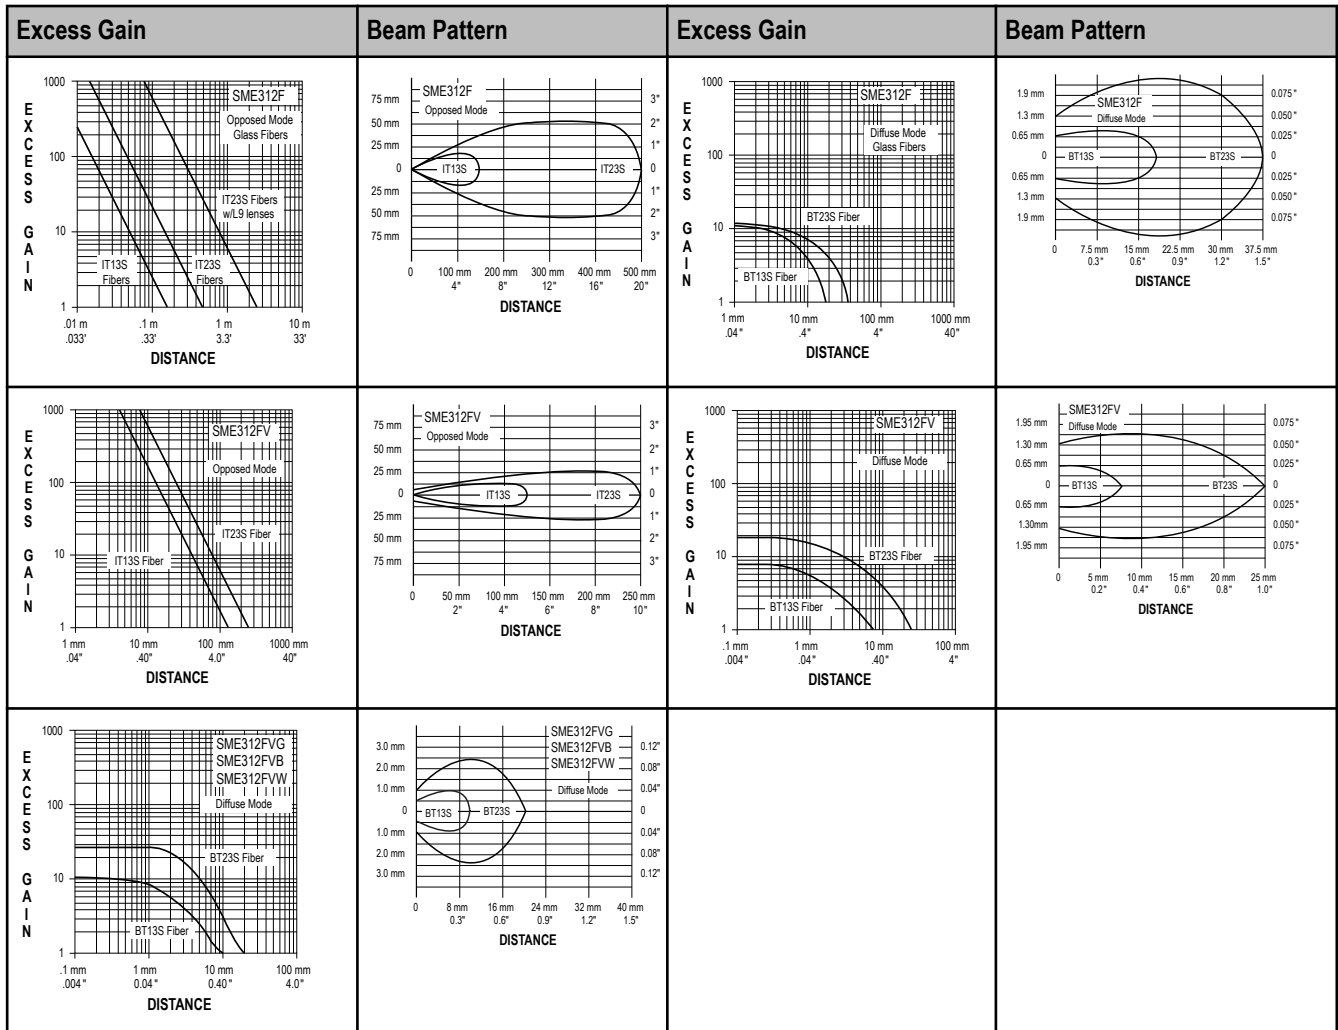 Excess Gain
Beam Pattern
Excess Gain
Beam Pattern
EXCESS GAIN
1000
100
10
1
SME312F
Opposed Mode
Glass Fibers
IT23S Fibers
w/L9 lenses
IT13S
Fibers
IT23S
Fibers
.01 m .1 m 1 m 10 m
.033' .33' 3.3' 33'
DISTANCE
SME312F
Opposed Mode
75 mm
50 mm
25 mm
0
25 mm
50 mm
75 mm
3"
2"
1"
0
1"
2"
3"
IT13S
IT23S
0 100 mm 200 mm 300 mm 400 mm 500 mm
4" 8" 12" 16" 20"
DISTANCE
EXCESS GAIN
1000
100
10
1
SME312F
Diffuse Mode
Glass Fibers
BT23S Fiber
BT13S Fiber
1 mm 10 mm 100 mm 1000 mm
.04" .4" 4" 40"
DISTANCE
SME312F
Diffuse Mode
1.9 mm
1.3 mm
0.65 mm
0
0.65 mm
1.3 mm
1.9 mm
0.075"
0.050"
0.025"
0
0.025"
0.050"
0.075"
BT13S
BT23S
0 7.5 mm 15 mm 22.5 mm 30 mm 37.5 mm
0.3" 0.6" 0.9" 1.2" 1.5"
DISTANCE
EXCESS GAIN
1000
100
10
1
SME312FV
Opposed Mode
IT23S Fiber
IT13S Fiber
1 mm 10 mm 100 mm 1000 mm
.04" .40" 4.0" 40"
DISTANCE
SME312FV
Opposed Mode
75 mm
50 mm
25 mm
0
25 mm
50 mm
75 mm
3"
2"
1"
0
1"
2"
3"
IT13S
IT23S
0 50 mm 100 mm 150 mm 200 mm 250 mm
2" 4" 6" 8" 10"
DISTANCE
EXCESS GAIN
1000
100
10
1
SME312FV
Diffuse Mode
BT23S Fiber
BT13S Fiber
.1 mm 1 mm 10 mm 100 mm
.004" .04" .40" 4"
DISTANCE
SME312FV
Diffuse Mode
1.95 mm
1.30 mm
0.65 mm
0
0.65 mm
1.30mm
1.95 mm
0.075"
0.050"
0.025"
0
0.025"
0.050"
0.075"
BT13S
BT23S
0 5 mm 10 mm 15 mm 20 mm 25 mm
0.2" 0.4" 0.6" 0.8" 1.0"
DISTANCE
EXCESS GAIN
1000
100
10
1
SME312FVG
SME312FVB
SME312FVW
Diffuse Mode
BT23S Fiber
BT13S Fiber
.1 mm 1 mm 10 mm 100 mm
.004" 0.04" 0.40" 4.0"
DISTANCE
SME312FVG
SME312FVB
SME312FVW
Diffuse Mode
3.0 mm
2.0 mm
1.0 mm
0
1.0 mm
2.0 mm
3.0 mm
0.12"
0.08"
0.04"
0
0.04"
0.08"
0.12"
BT13S
BT23S
0 8 mm 16 mm 24 mm 32 mm 40 mm
0.3" 0.6" 0.9" 1.2" 1.5"
DISTANCE